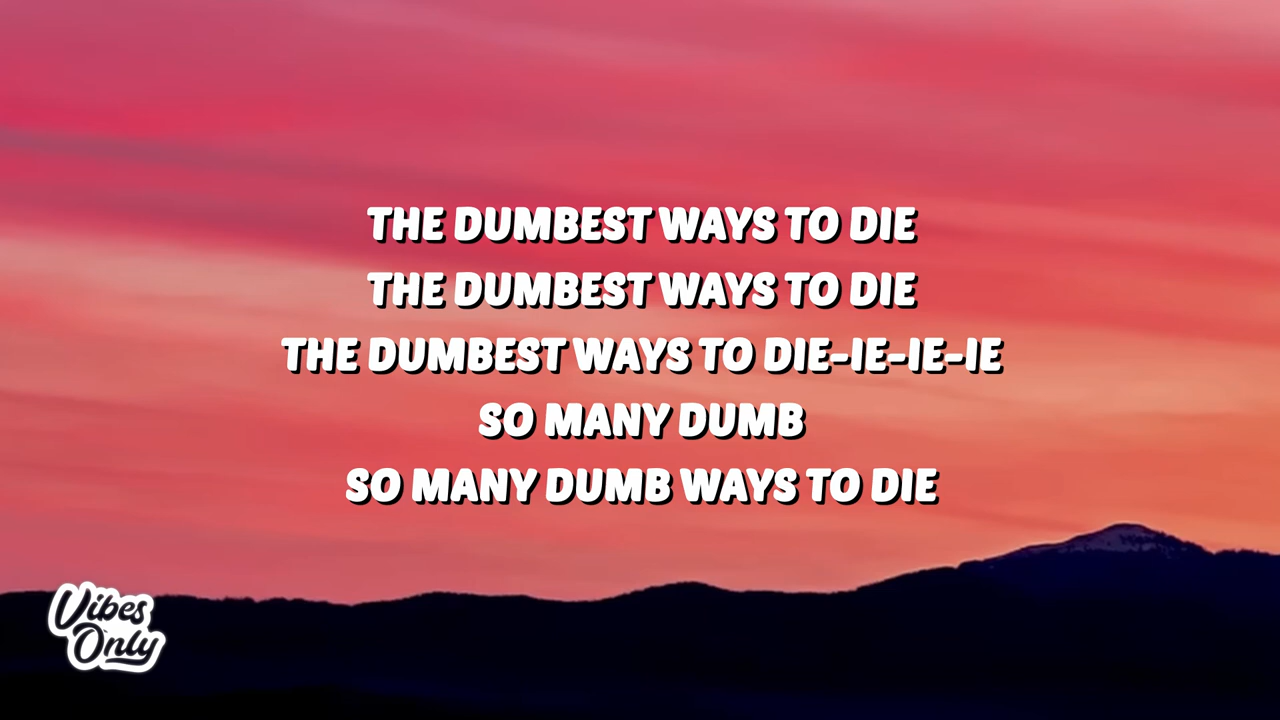 THE DUMBEST WAYS TO DIE
THE DUMBEST WAYS TO DIE
THE DUMBEST WAYS TO DIE-IE-IE-IE
SO MANY DUMB
SO MANY DUMB WAYS TO DIE
Vibes
Only